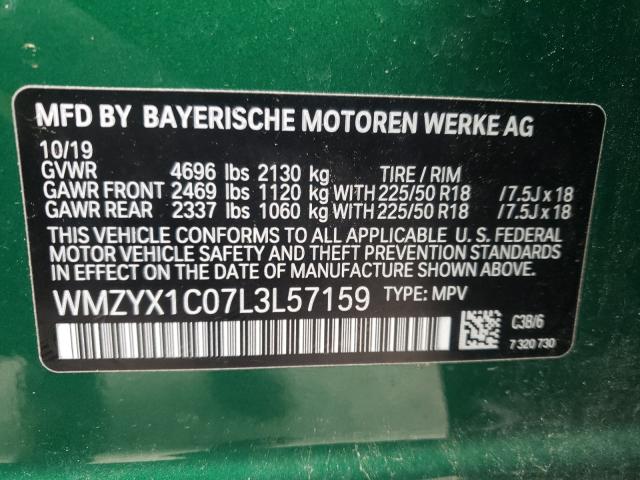 MFD BY BAYERISCHE MOTOREN WERKE AG
10/19
GVWR 4696 lbs 2130 kg TIRE / RIM
GAWR FRONT 2469 lbs 1120 kg WITH 225/50 R18 /7.5J x 18
GAWR REAR 2337 lbs 1060 kg WITH 225/50 R18 /7.5J x 18
THIS VEHICLE CONFORMS TO ALL APPLICABLE U. S. FEDERAL
MOTOR VEHICLE SAFETY AND THEFT PREVENTION STANDARDS
IN EFFECT ON THE DATE OF MANUFACTURE SHOWN ABOVE.
WMZYX1C07L3L57159 TYPE: MPV
C38/6
7 320 730